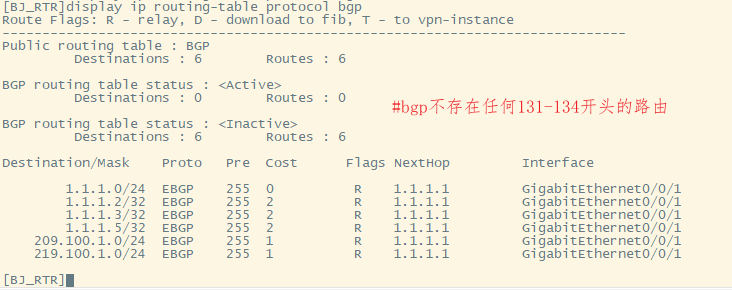 [BJ_RTR]display ip routing-table protocol bgp
Route Flags: R - relay, D - download to fib, T - to vpn-instance
------------------------------------------------------------------------------
Public routing table : BGP
         Destinations : 6        Routes : 6
BGP routing table status : <Active>
         Destinations : 0        Routes : 0
#bgp不存在任何131-134开头的路由
BGP routing table status : <Inactive>
         Destinations : 6        Routes : 6
Destination/Mask    Proto   Pre  Cost      Flags NextHop         Interface
        1.1.1.0/24  EBGP    255  0           R   1.1.1.1         GigabitEthernet0/0/1
        1.1.1.2/32  EBGP    255  2           R   1.1.1.1         GigabitEthernet0/0/1
        1.1.1.3/32  EBGP    255  2           R   1.1.1.1         GigabitEthernet0/0/1
        1.1.1.5/32  EBGP    255  2           R   1.1.1.1         GigabitEthernet0/0/1
    209.100.1.0/24  EBGP    255  1           R   1.1.1.1         GigabitEthernet0/0/1
    219.100.1.0/24  EBGP    255  1           R   1.1.1.1         GigabitEthernet0/0/1
[BJ_RTR]